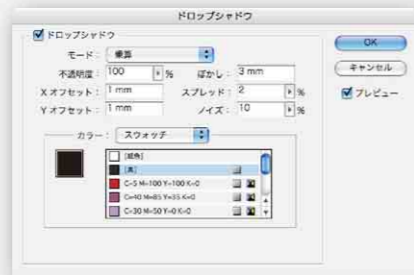 ドロップシャドウ
ドロップシャドウ
モード： 乗算
不透明度： 100 % ぼかし： 3 mm
X オフセット： 1 mm スプレッド： 2 %
Y オフセット： 1 mm ノイズ： 10 %
カラー： スウォッチ
[紙色]
[黒]
C=5 M=100 Y=100 K=0
C=40 M=85 Y=35 K=0
C=30 M=50 Y=0 K=0
OK
キャンセル
プレビュー